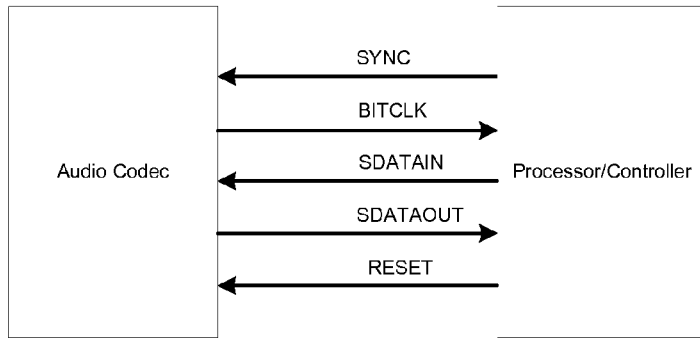 SYNC
BITCLK
Audio Codec
SDATAIN
Processor/Controller
SDATAOUT
RESET